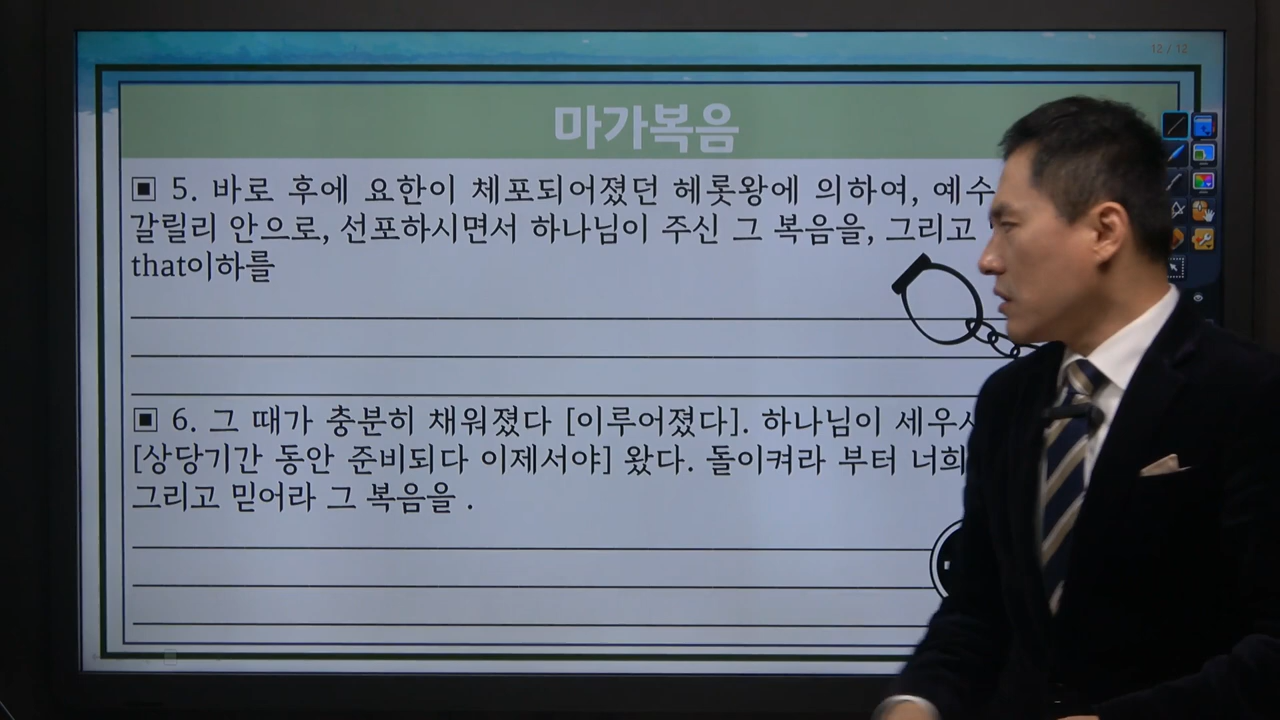 12 / 12
마가복음
▣ 5. 바로 후에 요한이 체포되어졌던 헤롯왕에 의하여, 예수
갈릴리 안으로, 선포하시면서 하나님이 주신 그 복음을, 그리고
that이하를
▣ 6. 그 때가 충분히 채워졌다 [이루어졌다]. 하나님이
[상당기간 동안 준비되다 이제서야] 왔다. 돌이켜라 부터 너희
그리고 믿어라 그 복음을 .